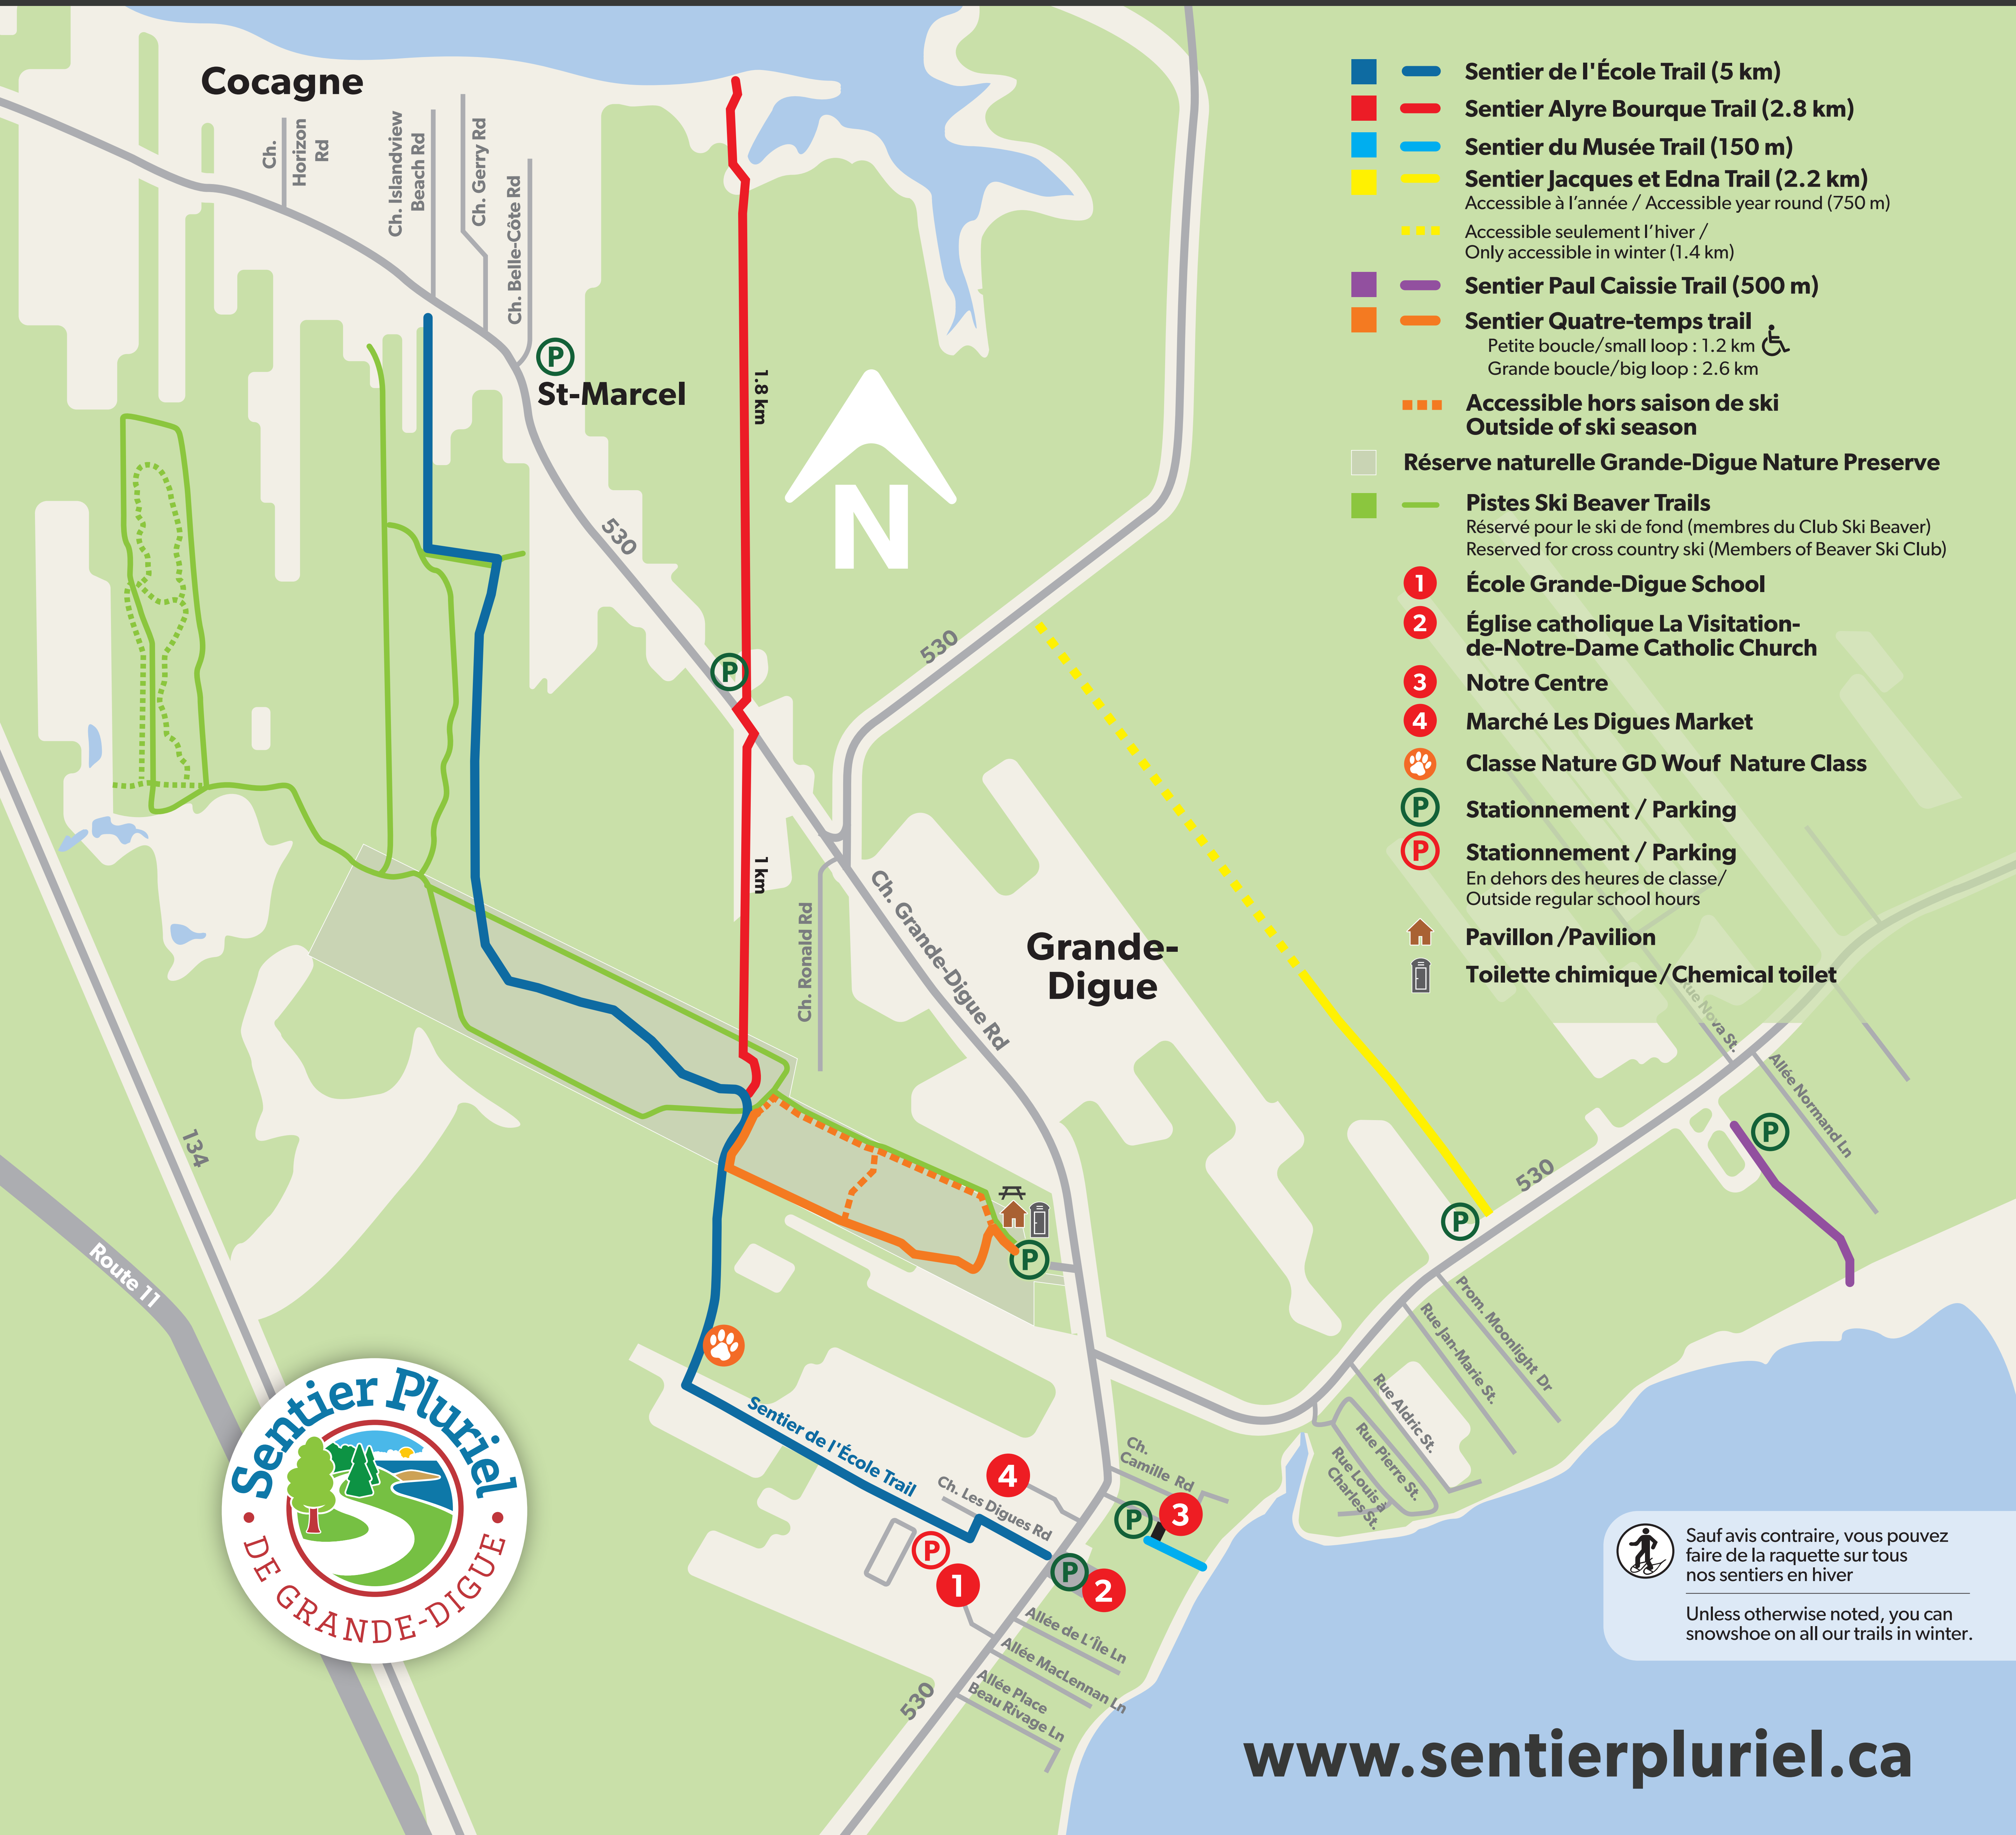 Cocagne
Ch.
Horizon
Rd
Ch. Islandview
Beach Rd
Ch. Gerry Rd
Ch. Belle-Côte Rd
P
St-Marcel
1.8 km
N
530
530
P
1 km
Ch. Ronald Rd
Ch. Grande-Digue Rd
Grande-
Digue
134
Route 11
P
P
530
P
Rue Nova St.
Allée Normand Ln
Prom. Moonlight Dr
Rue Jan-Marie St.
Rue Aldric St.
Rue Pierre St.
Rue Louis à
Charles St.
Sentier de l'École Trail
Ch. Les Digues Rd
4
Ch.
Camille Rd
P
3
P
1
P
2
Allée de L'Île Ln
Allée MacLennan Ln
Allée Place
Beau Rivage Ln
530
Sentier Pluriel
• DE GRANDE-DIGUE •
Sentier de l'École Trail (5 km)
Sentier Alyre Bourque Trail (2.8 km)
Sentier du Musée Trail (150 m)
Sentier Jacques et Edna Trail (2.2 km)
Accessible à l'année / Accessible year round (750 m)
Accessible seulement l'hiver /
Only accessible in winter (1.4 km)
Sentier Paul Caissie Trail (500 m)
Sentier Quatre-temps trail
Petite boucle/small loop : 1.2 km
Grande boucle/big loop : 2.6 km
Accessible hors saison de ski
Outside of ski season
Réserve naturelle Grande-Digue Nature Preserve
Pistes Ski Beaver Trails
Réservé pour le ski de fond (membres du Club Ski Beaver)
Reserved for cross country ski (Members of Beaver Ski Club)
1 École Grande-Digue School
2 Église catholique La Visitation-
de-Notre-Dame Catholic Church
3 Notre Centre
4 Marché Les Digues Market
Classe Nature GD Wouf Nature Class
P Stationnement / Parking
P Stationnement / Parking
En dehors des heures de classe/
Outside regular school hours
Pavillon /Pavilion
Toilette chimique/Chemical toilet
Sauf avis contraire, vous pouvez
faire de la raquette sur tous
nos sentiers en hiver
Unless otherwise noted, you can
snowshoe on all our trails in winter.
www.sentierpluriel.ca